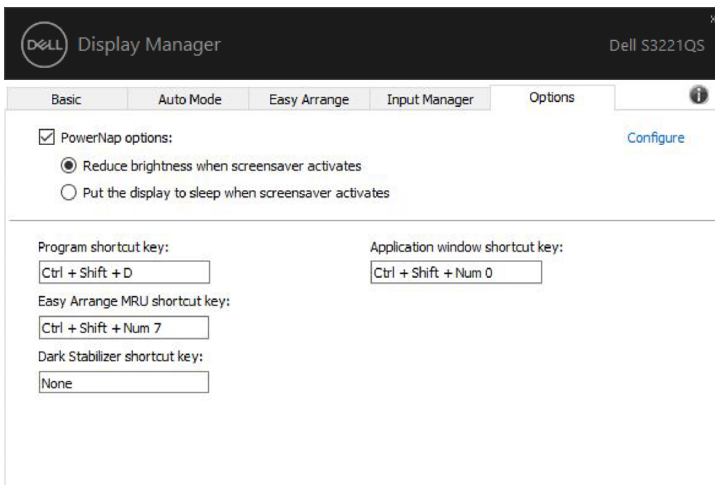 DELL Display Manager
Dell S3221QS
Basic Auto Mode Easy Arrange Input Manager Options
PowerNap options:
Configure
Reduce brightness when screensaver activates
Put the display to sleep when screensaver activates
Program shortcut key:
Application window shortcut key:
Ctrl + Shift + D
Ctrl + Shift + Num 0
Easy Arrange MRU shortcut key:
Ctrl + Shift + Num 7
Dark Stabilizer shortcut key:
None